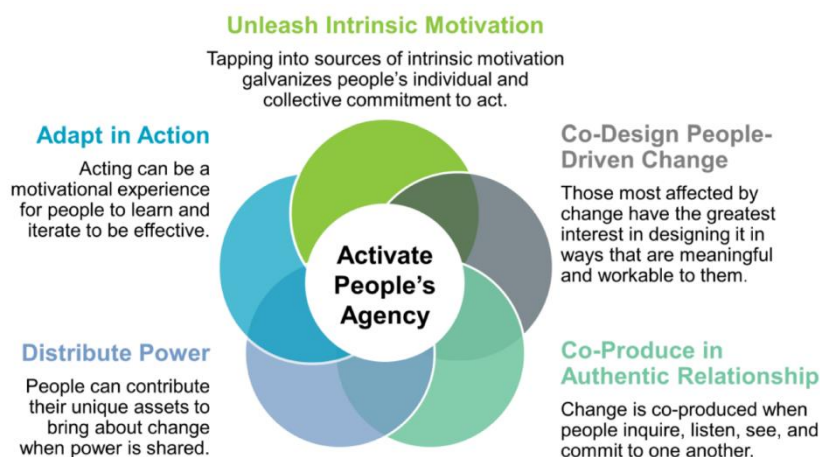 Unleash Intrinsic Motivation
Tapping into sources of intrinsic motivation
galvanizes people's individual and
collective commitment to act.
Adapt in Action
Acting can be a
motivational experience
for people to learn and
iterate to be effective.
Co-Design People-
Driven Change
Those most affected by
change have the greatest
interest in designing it in
ways that are meaningful
and workable to them.
Activate
People's
Agency
Distribute Power
People can contribute
their unique assets to
bring about change
when power is shared.
Co-Produce in
Authentic Relationship
Change is co-produced when
people inquire, listen, see, and
commit to one another.